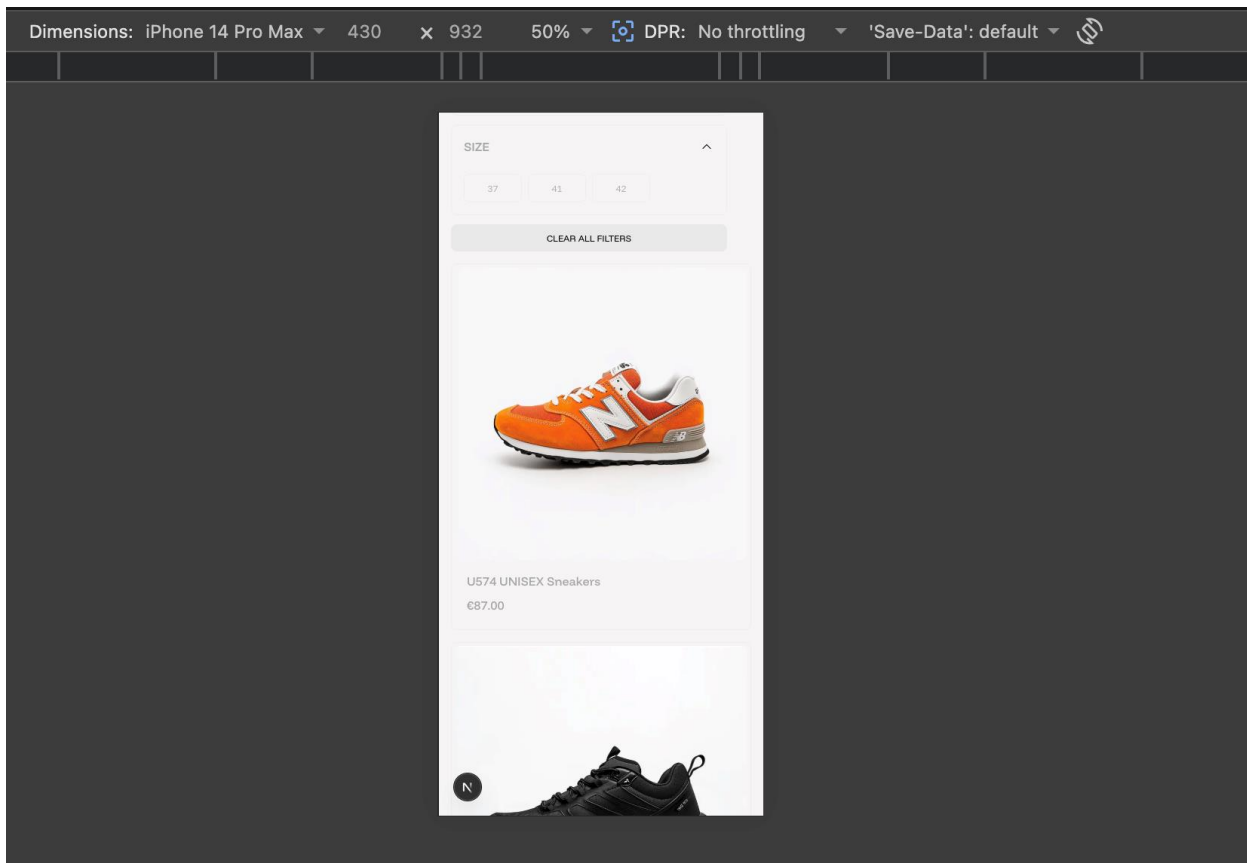 Dimensions: iPhone 14 Pro Max 430 x 932 50% DPR: No throttling 'Save-Data': default
SIZE
37 41 42
CLEAR ALL FILTERS
N
NB
U574 UNISEX Sneakers
€87.00
N